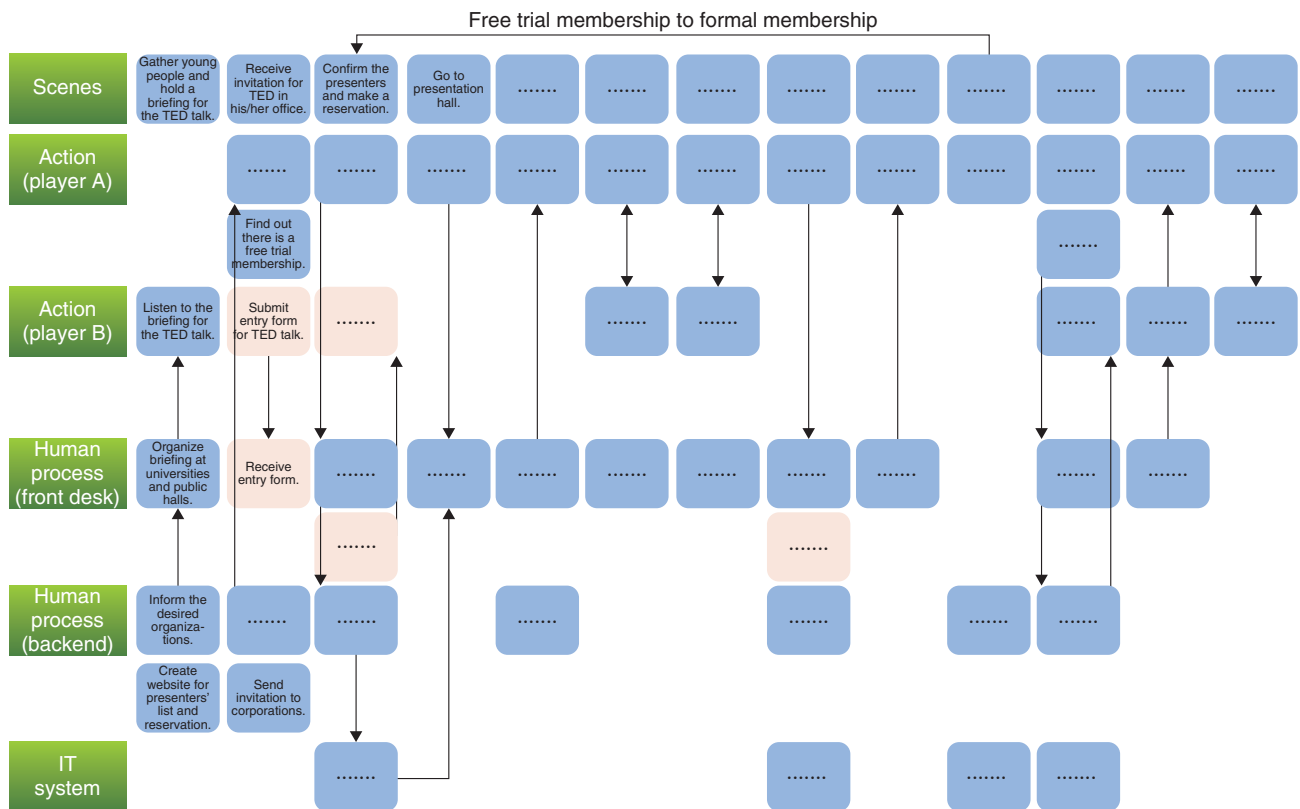 Free trial membership to formal membership
Scenes
Gather young
people and
hold a
briefing for
the TED talk.
Receive
invitation for
TED in
his/her office.
Confirm the
presenters
and make a
reservation.
Go to
presentation
hall.
.......
.......
.......
.......
.......
.......
.......
.......
.......
Action
(player A)
.......
.......
.......
.......
.......
.......
.......
.......
.......
.......
.......
.......
Find out
there is a
free trial
membership.
.......
Action
(player B)
Listen to the
briefing for
the TED talk.
Submit
entry form
for TED talk.
.......
.......
.......
.......
.......
.......
Human
process
(front desk)
Organize
briefing at
universities
and public
halls.
Receive
entry form.
.......
.......
.......
.......
.......
.......
.......
.......
.......
.......
.......
Human
process
(backend)
Inform the
desired
organiza-
tions.
.......
.......
.......
.......
.......
.......
Create
website for
presenters'
list and
reservation.
Send
invitation to
corporations.
IT
system
.......
.......
.......
.......